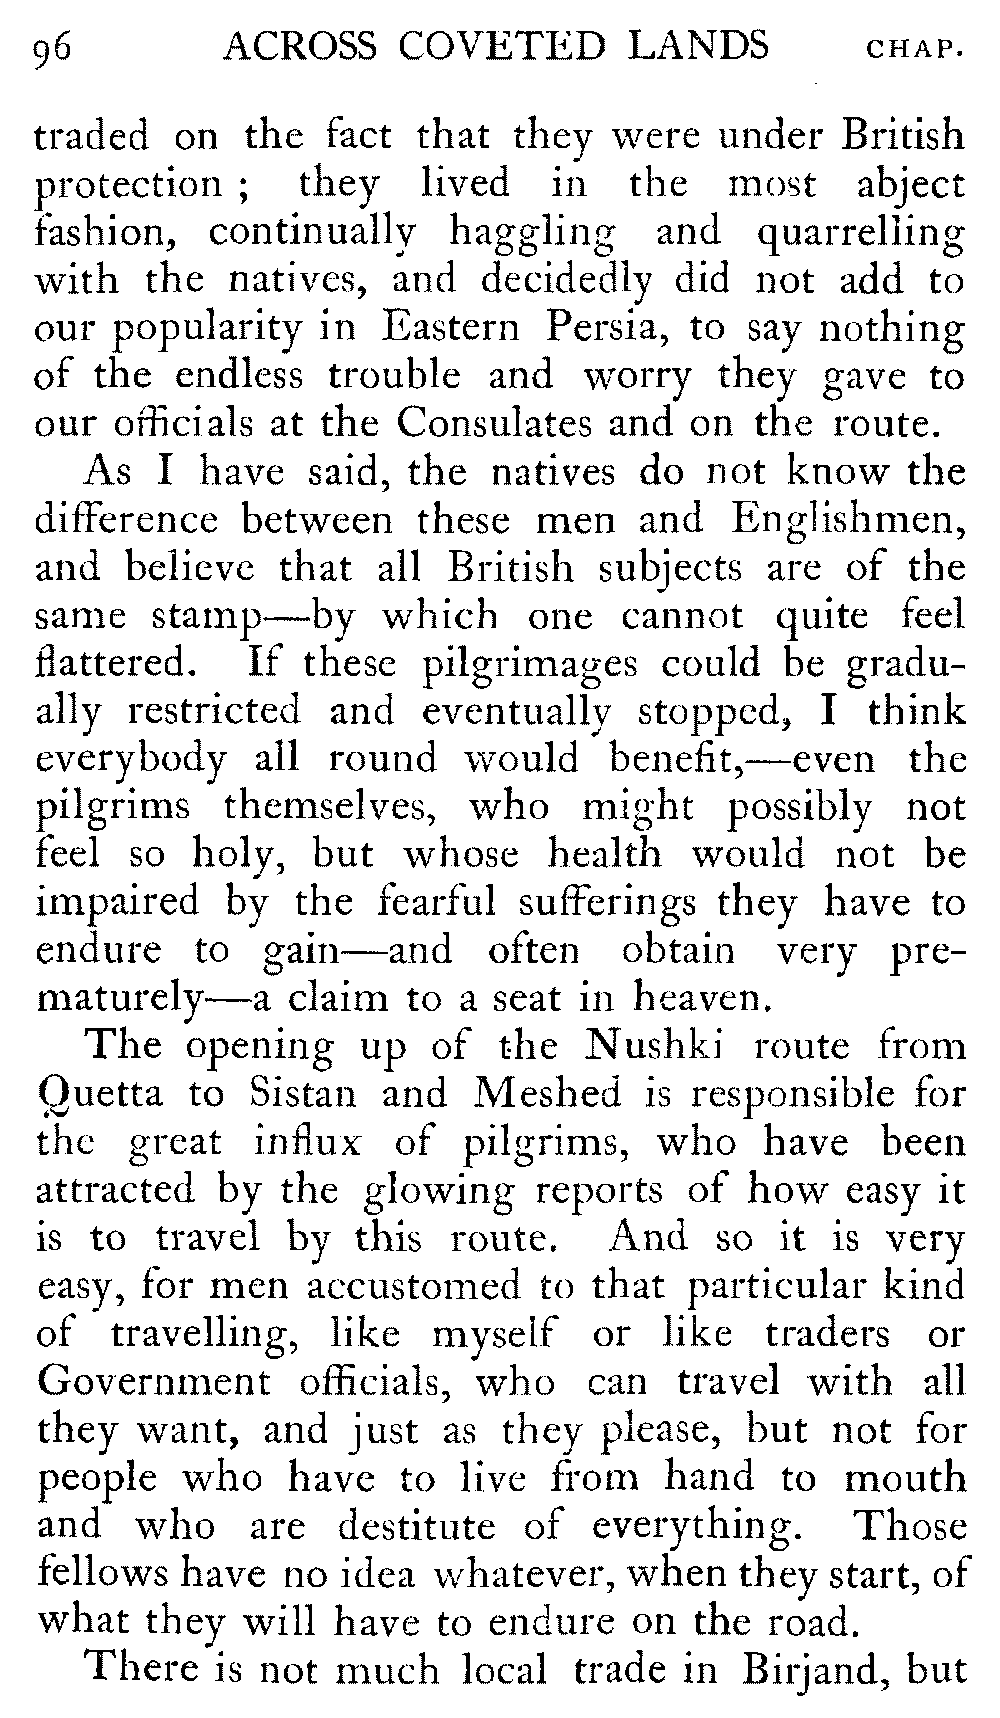 96 ACROSS COVETED LANDS CHAP.
traded on the fact that they were under British
protection ; they lived in the most abject
fashion, continually haggling and quarrelling
with the natives, and decidedly did not add to
our popularity in Eastern Persia, to say nothing
of the endless trouble and worry they gave to
our officials at the Consulates and on the route.
As I have said, the natives do not know the
difference between these men and Englishmen,
and believe that all British subjects are of the
same stamp—by which one cannot quite feel
flattered. If these pilgrimages could be gradu-
ally restricted and eventually stopped, I think
everybody all round would benefit,—even the
pilgrims themselves, who might possibly not
feel so holy, but whose health would not be
impaired by the fearful sufferings they have to
endure to gain—and often obtain very pre-
maturely—a claim to a seat in heaven.
The opening up of the Nushki route from
Quetta to Sistan and Meshed is responsible for
the great influx of pilgrims, who have been
attracted by the glowing reports of how easy it
is to travel by this route. And so it is very
easy, for men accustomed to that particular kind
of travelling, like myself or like traders or
Government officials, who can travel with all
they want, and just as they please, but not for
people who have to live from hand to mouth
and who are destitute of everything. Those
fellows have no idea whatever, when they start, of
what they will have to endure on the road.
There is not much local trade in Birjand, but